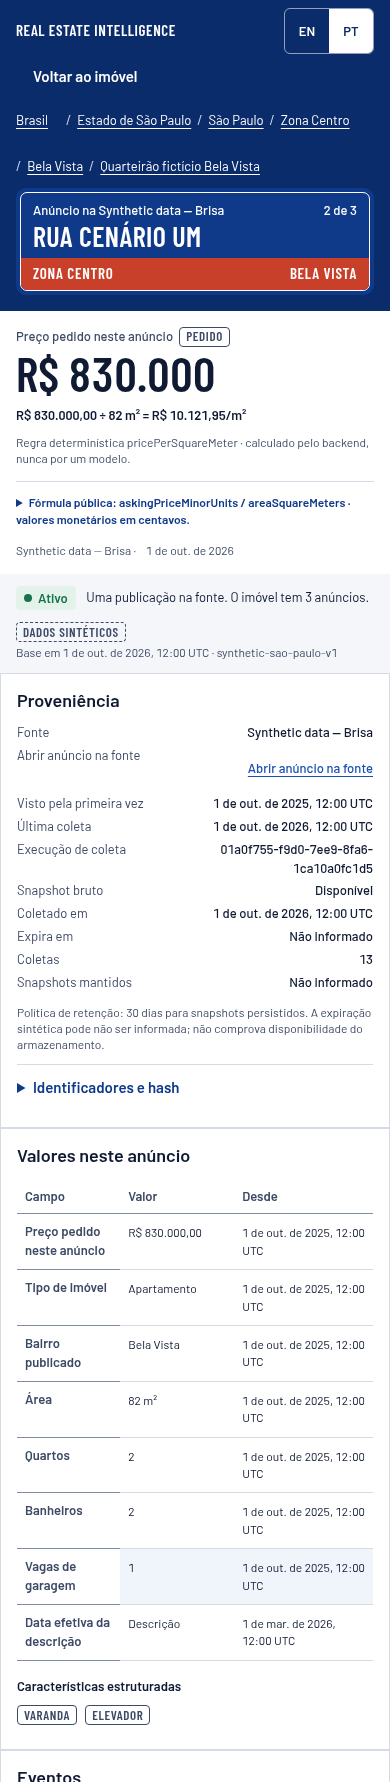 REAL ESTATE INTELLIGENCE
EN PT
Voltar ao imóvel
Brasil / Estado de São Paulo / São Paulo / Zona Centro
/ Bela Vista / Quarteirão fictício Bela Vista
Anúncio na Synthetic data — Brisa 2 de 3
RUA CENÁRIO UM
ZONA CENTRO BELA VISTA
Preço pedido neste anúncio PEDIDO
R$ 830.000
R$ 830.000,00 ÷ 82 m² = R$ 10.121,95/m²
Regra determinística pricePerSquareMeter · calculado pelo backend,
nunca por um modelo.
Fórmula pública: askingPriceMinorUnits / areaSquareMeters ·
valores monetários em centavos.
Synthetic data — Brisa · 1 de out. de 2026
Ativo Uma publicação na fonte. O imóvel tem 3 anúncios.
DADOS SINTÉTICOS
Base em 1 de out. de 2026, 12:00 UTC · synthetic-sao-paulo-v1
Proveniência
Fonte Synthetic data — Brisa
Abrir anúncio na fonte Abrir anúncio na fonte
Visto pela primeira vez 1 de out. de 2025, 12:00 UTC
Última coleta 1 de out. de 2026, 12:00 UTC
Execução de coleta 01a0f755-f9d0-7ee9-8fa6-
1ca10a0fc1d5
Snapshot bruto Disponível
Coletado em 1 de out. de 2026, 12:00 UTC
Expira em Não informado
Coletas 13
Snapshots mantidos Não informado
Política de retenção: 30 dias para snapshots persistidos. A expiração
sintética pode não ser informada; não comprova disponibilidade do
armazenamento.
Identificadores e hash
Valores neste anúncio
Campo Valor Desde
Preço pedido R$ 830.000,00 1 de out. de 2025, 12:00
neste anúncio UTC
Tipo de imóvel Apartamento 1 de out. de 2025, 12:00
UTC
Bairro Bela Vista 1 de out. de 2025, 12:00
publicado UTC
Área 82 m² 1 de out. de 2025, 12:00
UTC
Quartos 2 1 de out. de 2025, 12:00
UTC
Banheiros 2 1 de out. de 2025, 12:00
UTC
Vagas de 1 1 de out. de 2025, 12:00
garagem UTC
Data efetiva da Descrição 1 de mar. de 2026,
descrição 12:00 UTC
Características estruturadas
VARANDA ELEVADOR
Eventos